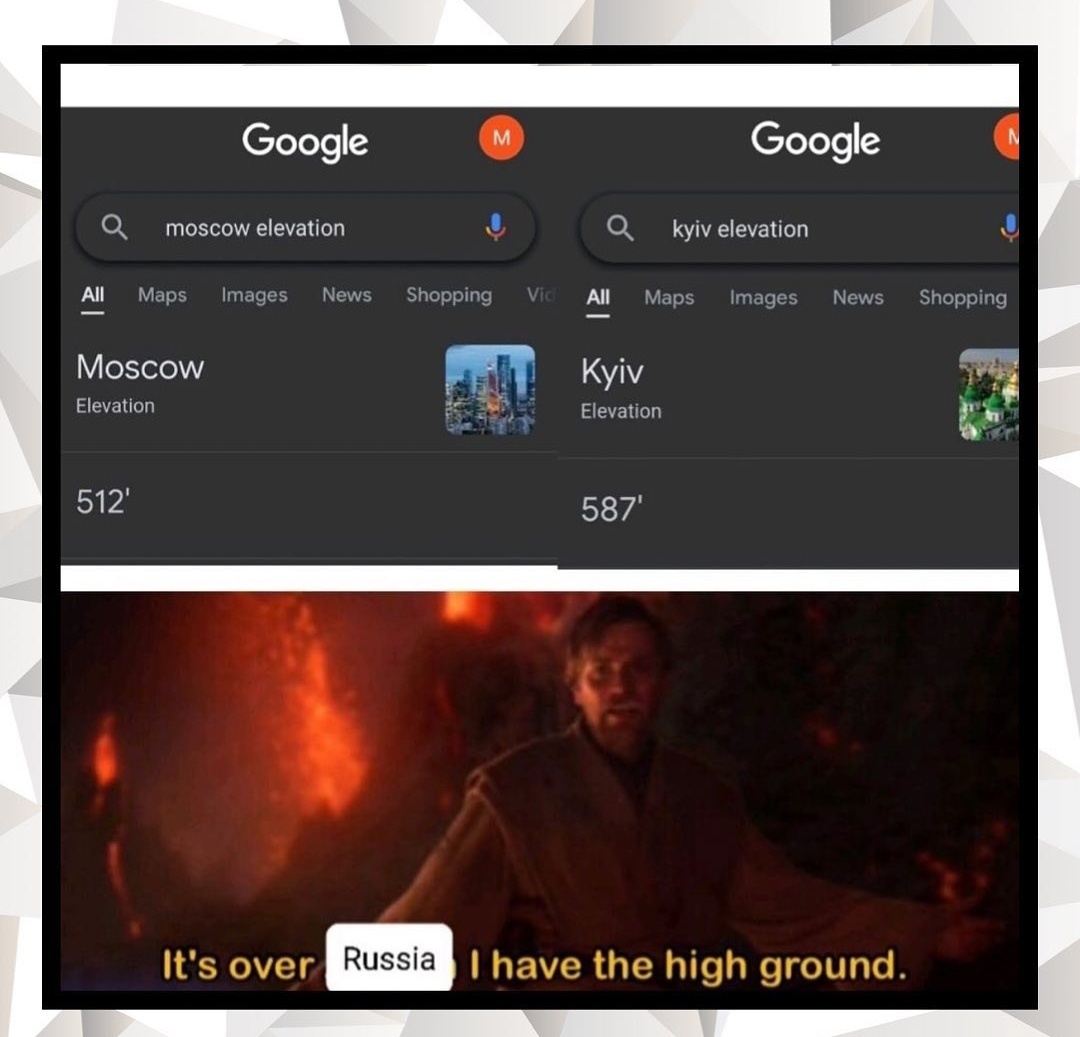 Google
M
moscow elevation
All Maps Images News Shopping Vid
Moscow
Elevation
512'
Google
M
kyiv elevation
All Maps Images News Shopping
Kyiv
Elevation
587'
It's over Russia I have the high ground.